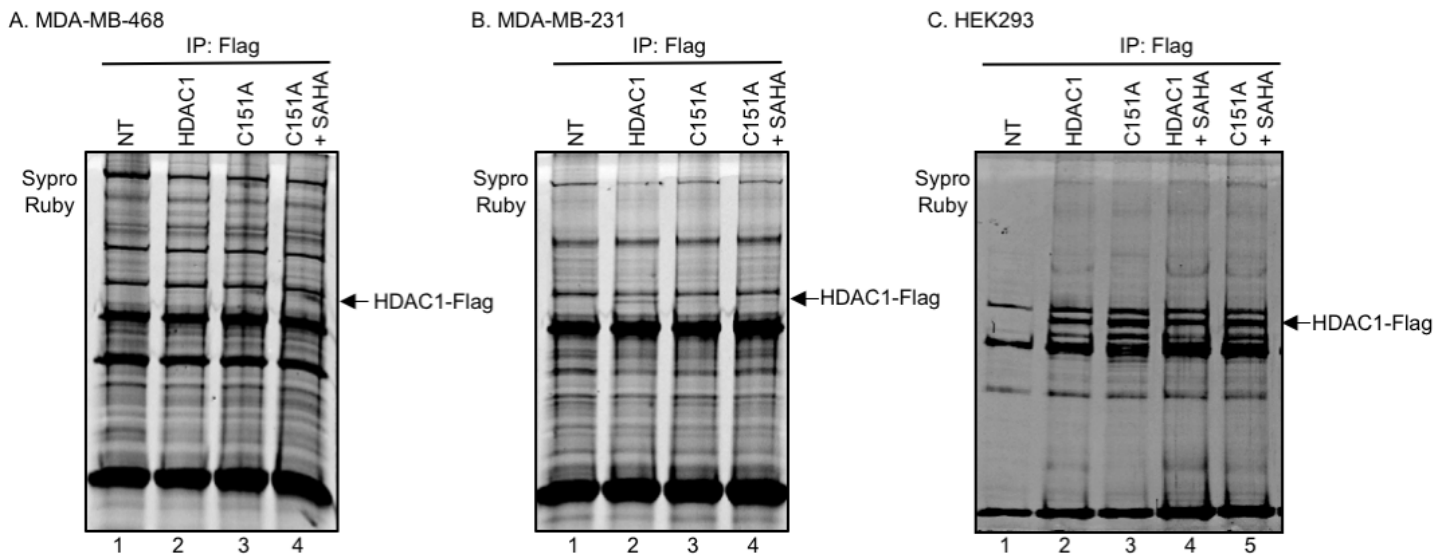 A. MDA-MB-468
IP: Flag
NT
HDAC1
C151A
C151A
+ SAHA
Sypro
Ruby
HDAC1-Flag
1 2 3 4
B. MDA-MB-231
IP: Flag
NT
HDAC1
C151A
C151A
+ SAHA
Sypro
Ruby
HDAC1-Flag
1 2 3 4
C. HEK293
IP: Flag
NT
HDAC1
C151A
HDAC1
+ SAHA
C151A
+ SAHA
Sypro
Ruby
HDAC1-Flag
1 2 3 4 5